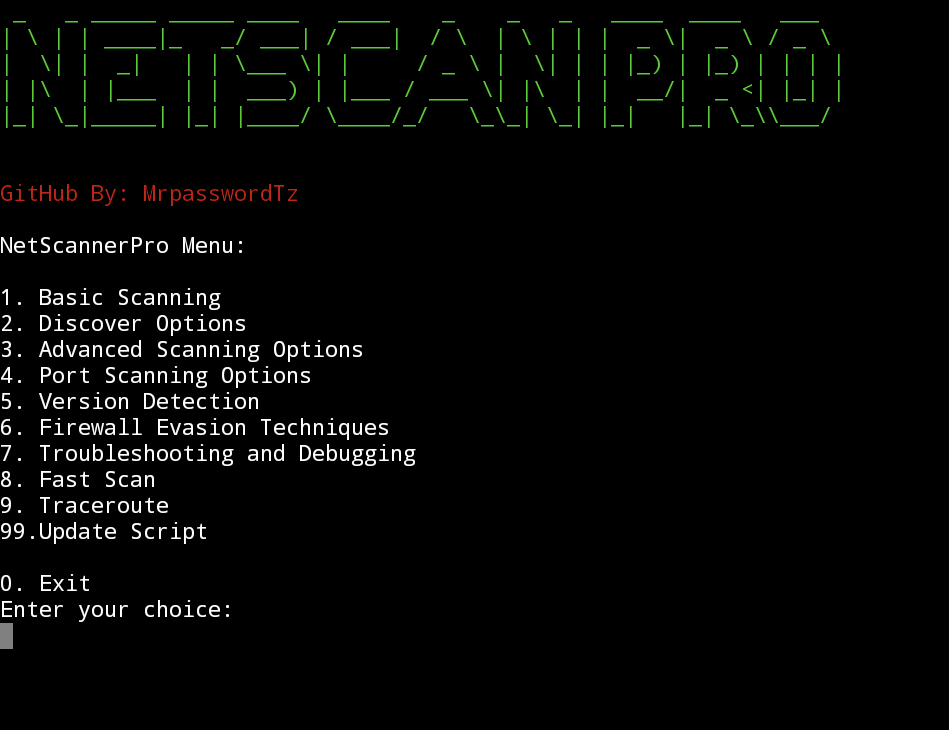 NETSCANPRO
GitHub By: MrpasswordTz
NetScannerPro Menu:
1. Basic Scanning
2. Discover Options
3. Advanced Scanning Options
4. Port Scanning Options
5. Version Detection
6. Firewall Evasion Techniques
7. Troubleshooting and Debugging
8. Fast Scan
9. Traceroute
99.Update Script
0. Exit
Enter your choice: